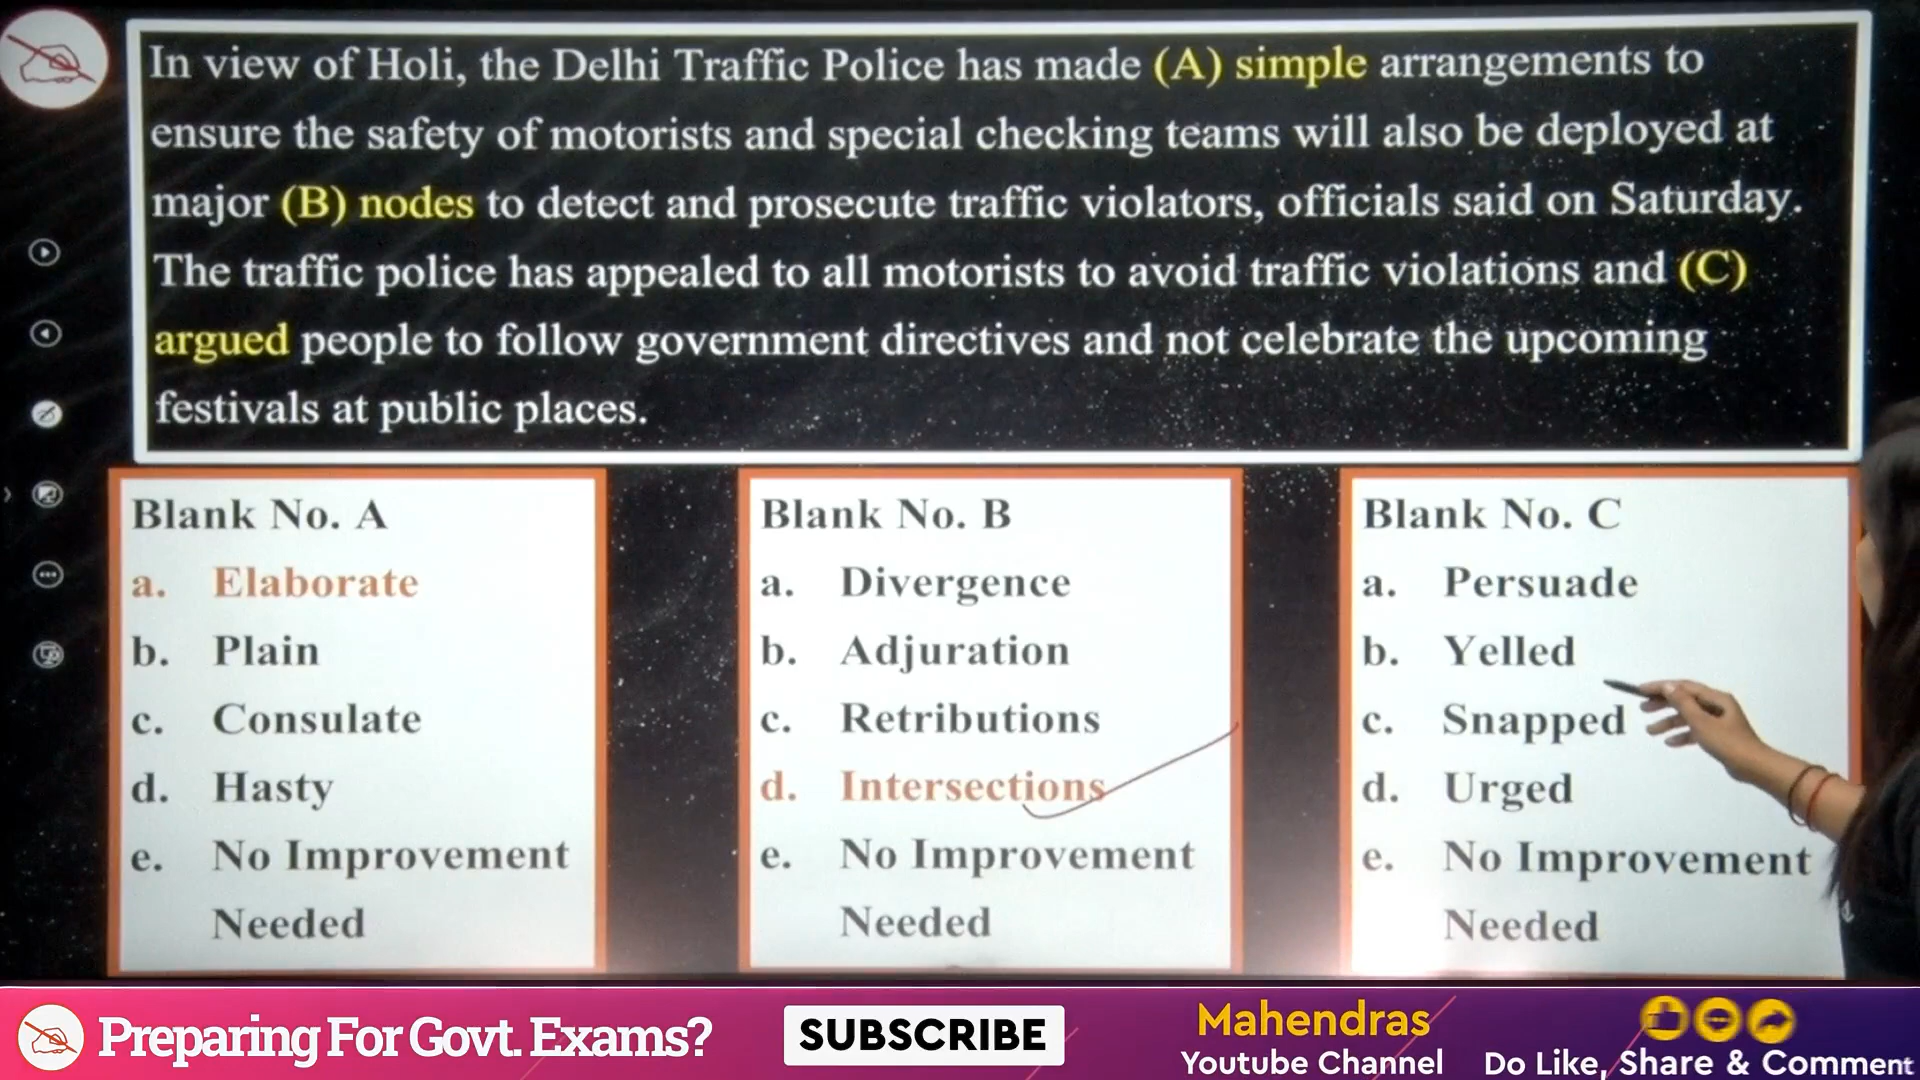 In view of Holi, the Delhi Traffic Police has made (A) simple arrangements to
ensure the safety of motorists and special checking teams will also be deployed at
major (B) nodes to detect and prosecute traffic violators, officials said on Saturday.
The traffic police has appealed to all motorists to avoid traffic violations and (C)
argued people to follow government directives and not celebrate the upcoming
festivals at public places.
Blank No. A
a. Elaborate
b. Plain
c. Consulate
d. Hasty
e. No Improvement
Needed
Blank No. B
a. Divergence
b. Adjuration
c. Retributions
d. Intersections
e. No Improvement
Needed
Blank No. C
a. Persuade
b. Yelled
c. Snapped
d. Urged
e. No Improvement
Needed
Preparing For Govt. Exams?
SUBSCRIBE
Mahendras
Youtube Channel
Do Like, Share & Comment